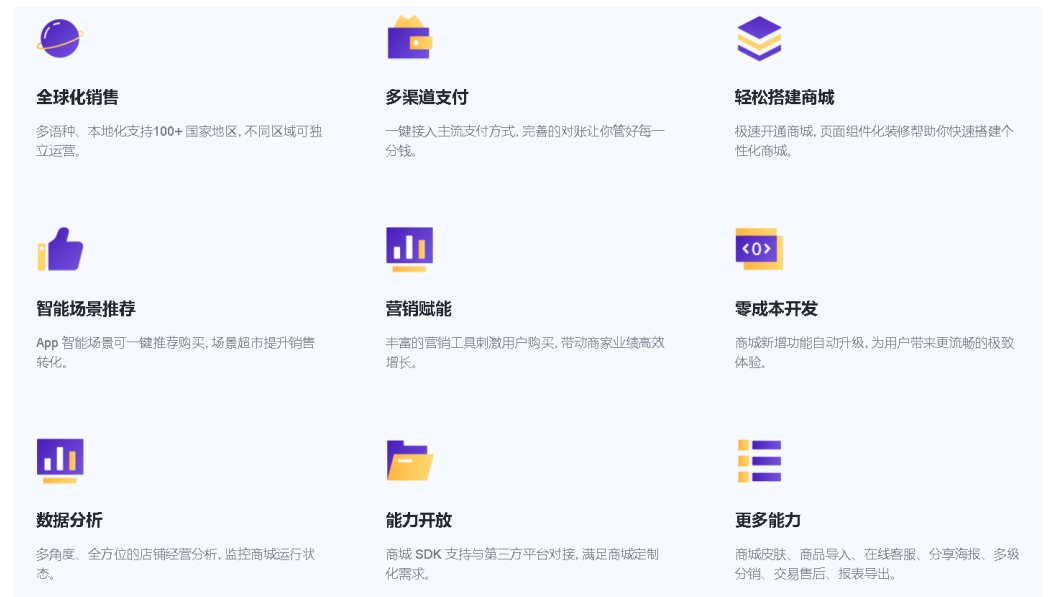 全球化销售
多语种、本地化支持100+ 国家地区, 不同区域可独
立运营。
多渠道支付
一键接入主流支付方式, 完善的对账让你管好每一
分钱。
轻松搭建商城
极速开通商城, 页面组件化装修帮助你快速搭建个
性化商城。
智能场景推荐
App 智能场景可一键推荐购买, 场景超市提升销售
转化。
营销赋能
丰富的营销工具刺激用户购买, 带动商家业绩高效
增长。
<0>
零成本开发
商城新增功能自动升级, 为用户带来更流畅的极致
体验。
数据分析
多角度、全方位的店铺经营分析, 监控商城运行状
态。
能力开放
商城 SDK 支持与第三方平台对接, 满足商城定制
化需求。
更多能力
商城皮肤、商品导入、在线客服、分享海报、多级
分销、交易售后、报表导出。